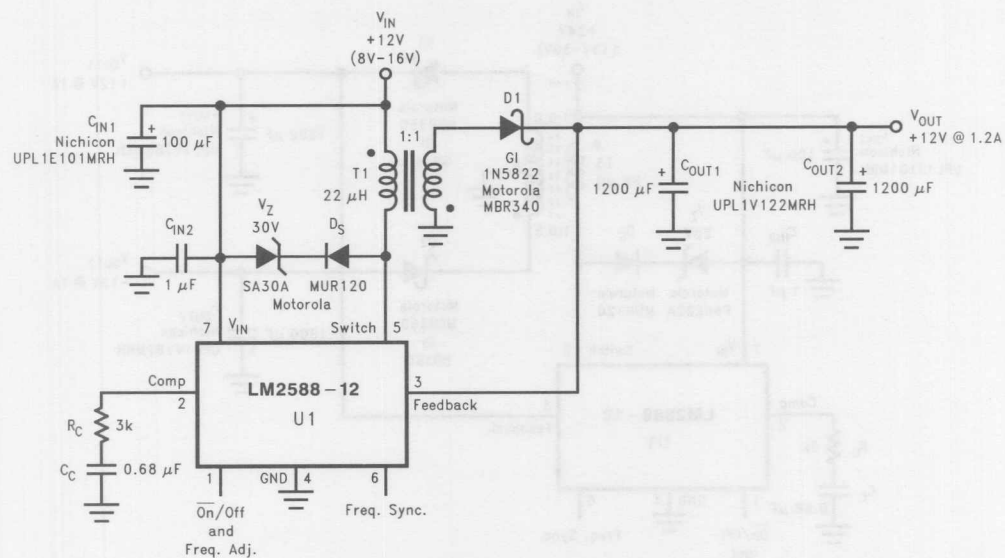 V_IN
+12V
(8V–16V)
C_IN1
Nichicon
UPL1E101MRH
+
100 μF
1:1
T1
22 μH
D1
GI
1N5822
Motorola
MBR340
V_OUT
+12V @ 1.2A
1200 μF
+
C_OUT1
Nichicon
UPL1V122MRH
C_OUT2
+
1200 μF
C_IN2
1 μF
V_Z
30V
D_S
SA30A
MUR120
Motorola
7
V_IN
Switch
5
Comp
2
LM2588-12
U1
3
Feedback
R_C
3k
C_C
0.68 μF
1
GND
4
6
O̅n̅/Off
and
Freq. Adj.
Freq. Sync.